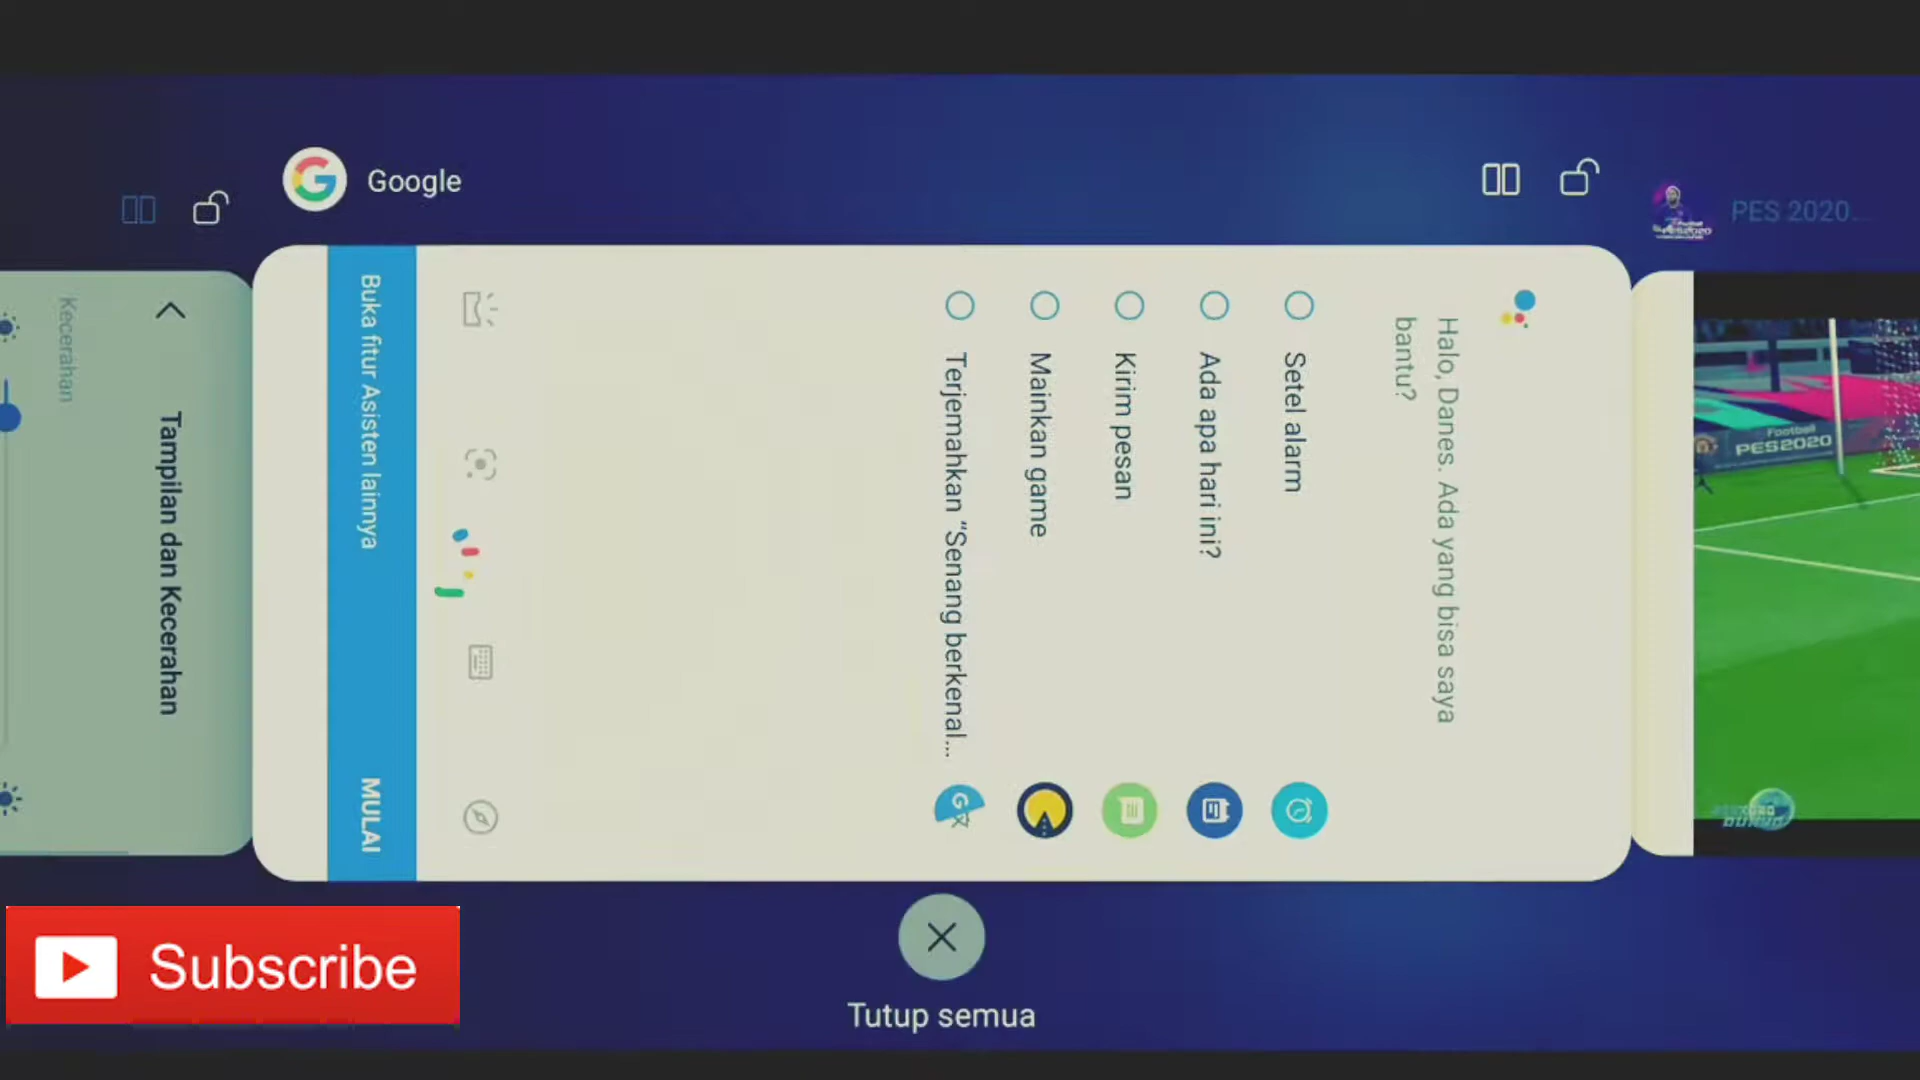 Google
PES 2020...
Kecerahan
Tampilan dan Kecerahan
Halo, Danes. Ada yang bisa saya
bantu?
Setel alarm
Ada apa hari ini?
Kirim pesan
Mainkan game
Terjemahkan “Senang berkenal...
Buka fitur Asisten lainnya
MULAI
Football
PES2020
Subscribe
Tutup semua